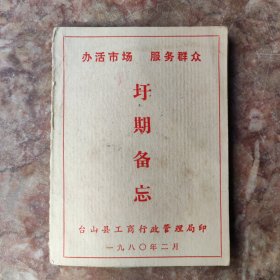 办活市场 服务群众
圩期备忘
台山县工商行政管理局印
一九八〇年二月